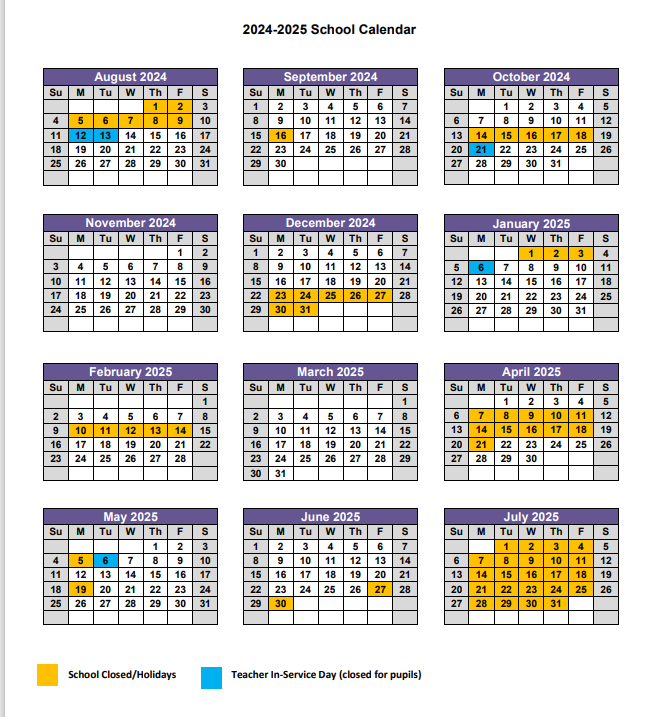 2024-2025 School Calendar
August 2024 September 2024 October 2024
Su M Tu W Th F S Su M Tu W Th F S Su M Tu W Th F S
1 2 3 1 2 3 4 5 6 7 1 2 3 4 5
4 5 6 7 8 9 10 8 9 10 11 12 13 14 6 7 8 9 10 11 12
11 12 13 14 15 16 17 15 16 17 18 19 20 21 13 14 15 16 17 18 19
18 19 20 21 22 23 24 22 23 24 25 26 27 28 20 21 22 23 24 25 26
25 26 27 28 29 30 31 29 30 27 28 29 30 31
November 2024 December 2024 January 2025
Su M Tu W Th F S Su M Tu W Th F S Su M Tu W Th F S
1 2 1 2 3 4 5 6 7 1 2 3 4
3 4 5 6 7 8 9 8 9 10 11 12 13 14 5 6 7 8 9 10 11
10 11 12 13 14 15 16 15 16 17 18 19 20 21 12 13 14 15 16 17 18
17 18 19 20 21 22 23 22 23 24 25 26 27 28 19 20 21 22 23 24 25
24 25 26 27 28 29 30 29 30 31 26 27 28 29 30 31
February 2025 March 2025 April 2025
Su M Tu W Th F S Su M Tu W Th F S Su M Tu W Th F S
1 1 1 2 3 4 5
2 3 4 5 6 7 8 2 3 4 5 6 7 8 6 7 8 9 10 11 12
9 10 11 12 13 14 15 9 10 11 12 13 14 15 13 14 15 16 17 18 19
16 17 18 19 20 21 22 16 17 18 19 20 21 22 20 21 22 23 24 25 26
23 24 25 26 27 28 23 24 25 26 27 28 29 27 28 29 30
30 31
May 2025 June 2025 July 2025
Su M Tu W Th F S Su M Tu W Th F S Su M Tu W Th F S
1 2 3 1 2 3 4 5 6 7 1 2 3 4 5
4 5 6 7 8 9 10 8 9 10 11 12 13 14 6 7 8 9 10 11 12
11 12 13 14 15 16 17 15 16 17 18 19 20 21 13 14 15 16 17 18 19
18 19 20 21 22 23 24 22 23 24 25 26 27 28 20 21 22 23 24 25 26
25 26 27 28 29 30 31 29 30 27 28 29 30 31
School Closed/Holidays Teacher In-Service Day (closed for pupils)